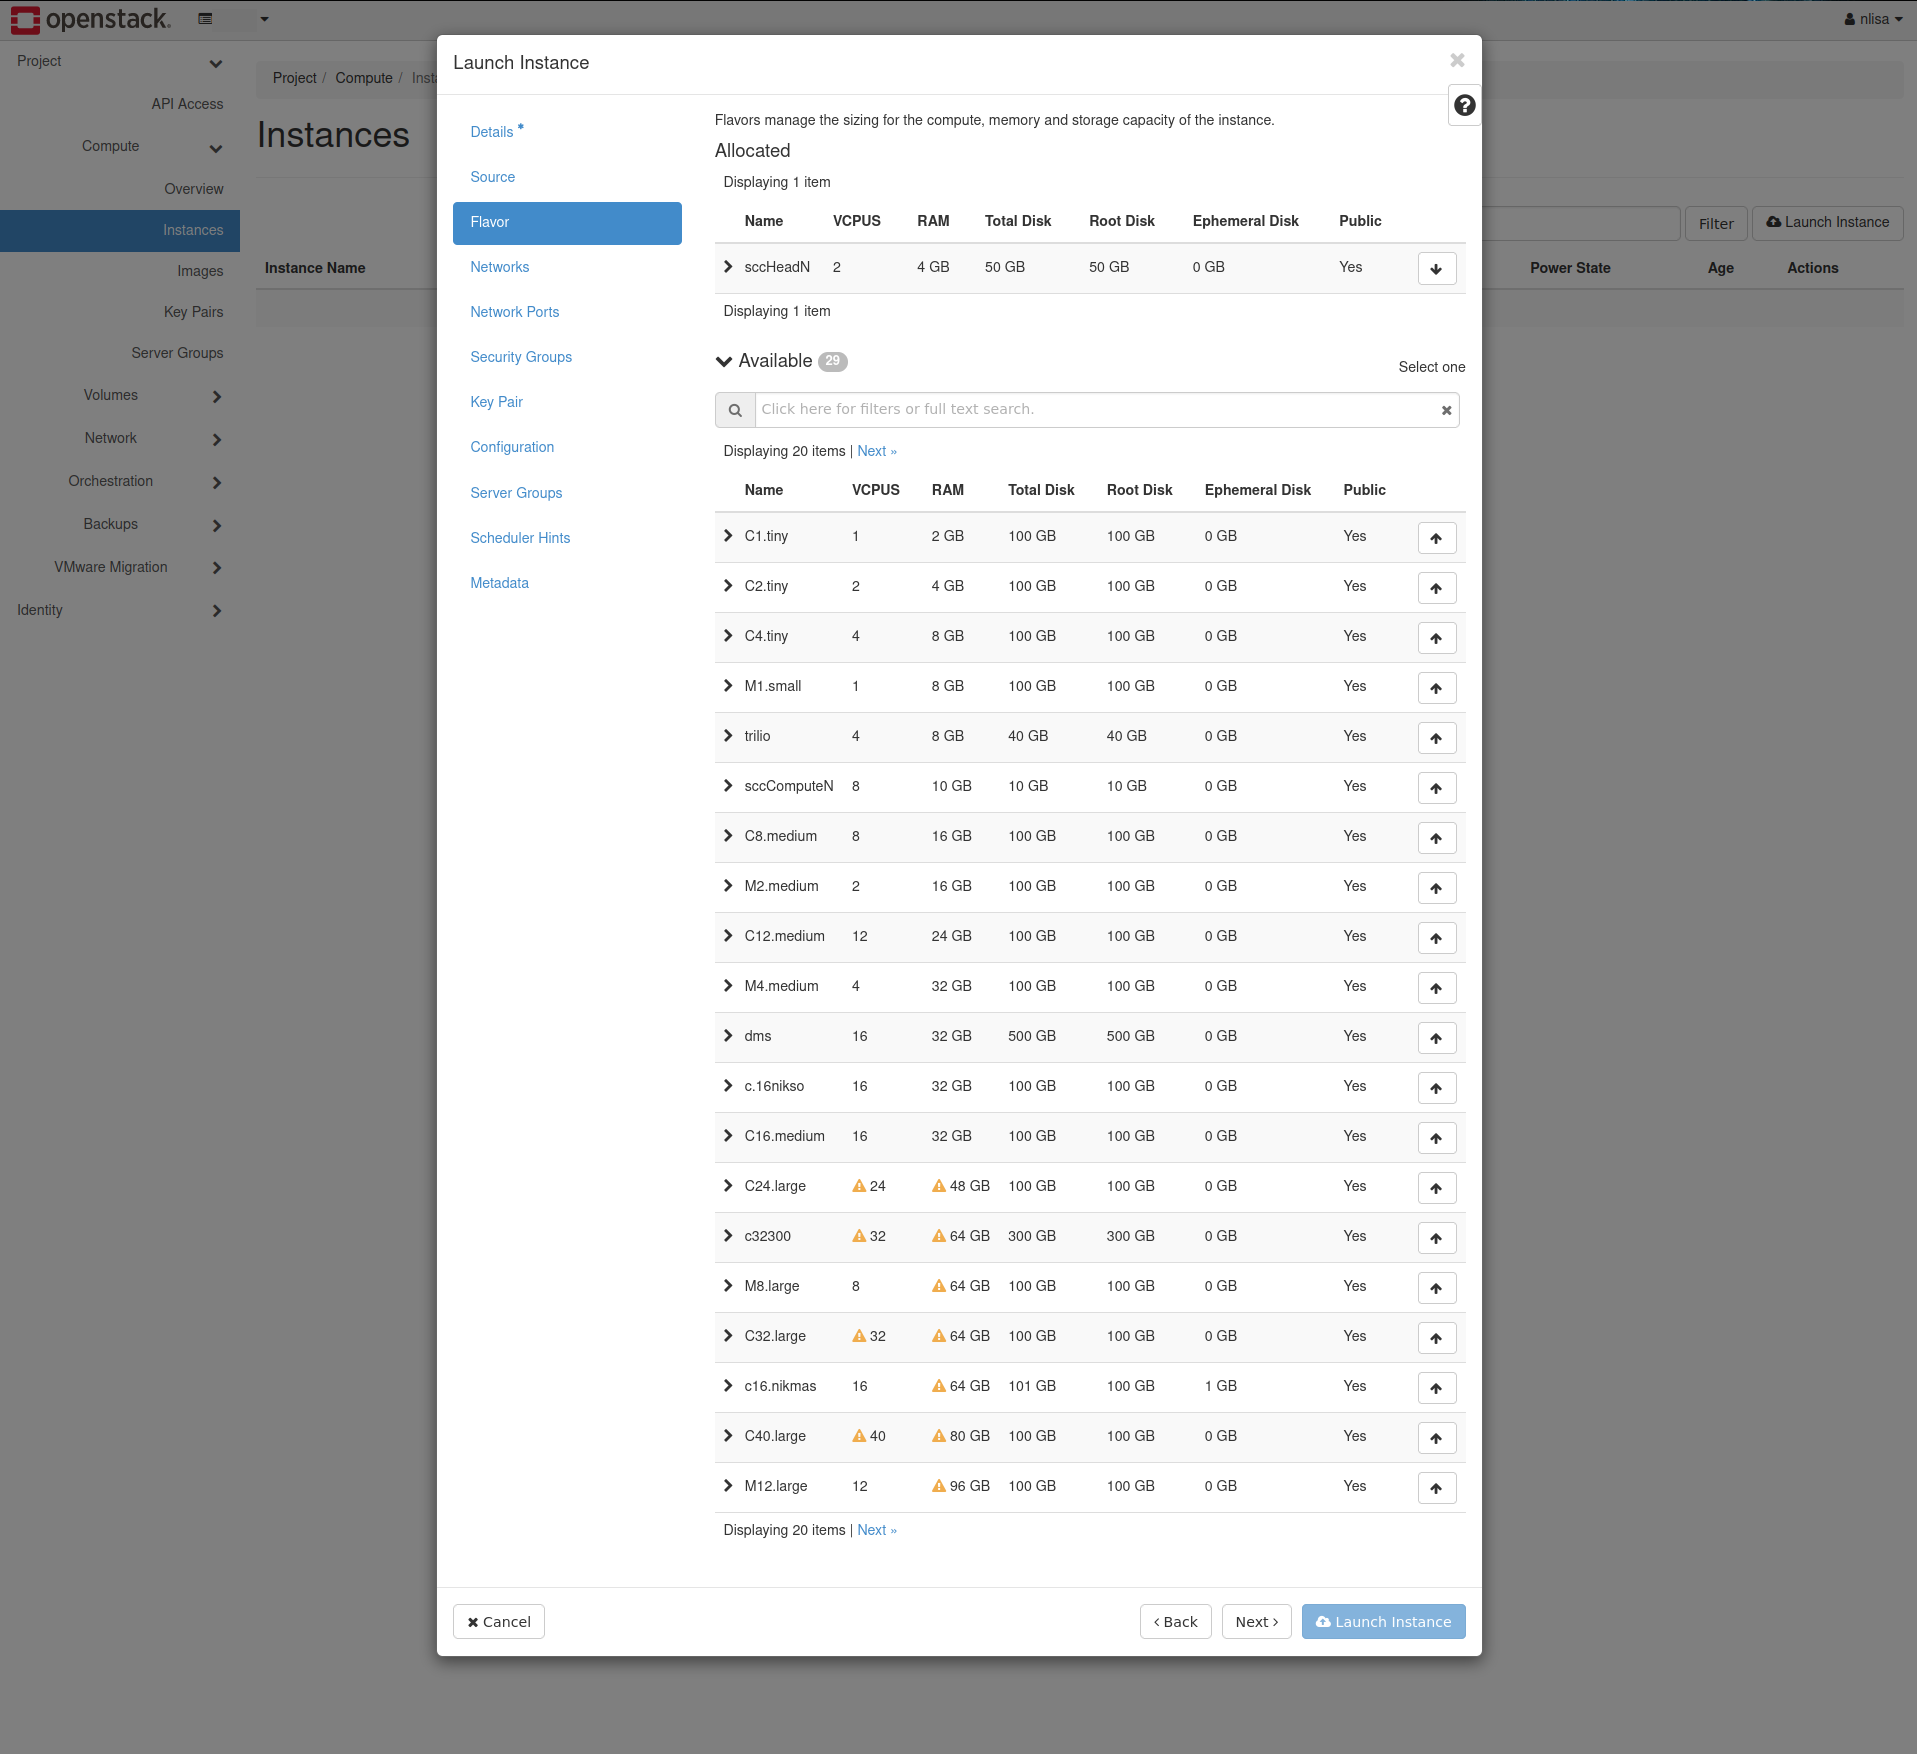 openstack.
nlisa
Project
API Access
Compute
Overview
Instances
Images
Key Pairs
Server Groups
Volumes
Network
Orchestration
Backups
VMware Migration
Identity
Project / Compute /
Instances
Filter
Launch Instance
Instance Name Power State Age Actions
Launch Instance
Details *
Source
Flavor
Networks
Network Ports
Security Groups
Key Pair
Configuration
Server Groups
Scheduler Hints
Metadata
Flavors manage the sizing for the compute, memory and storage capacity of the instance.
Allocated
Displaying 1 item
Name VCPUS RAM Total Disk Root Disk Ephemeral Disk Public
sccHeadN 2 4 GB 50 GB 50 GB 0 GB Yes
Displaying 1 item
Available 29
Select one
Click here for filters or full text search.
Displaying 20 items | Next »
Name VCPUS RAM Total Disk Root Disk Ephemeral Disk Public
C1.tiny 1 2 GB 100 GB 100 GB 0 GB Yes
C2.tiny 2 4 GB 100 GB 100 GB 0 GB Yes
C4.tiny 4 8 GB 100 GB 100 GB 0 GB Yes
M1.small 1 8 GB 100 GB 100 GB 0 GB Yes
trilio 4 8 GB 40 GB 40 GB 0 GB Yes
sccComputeN 8 10 GB 10 GB 10 GB 0 GB Yes
C8.medium 8 16 GB 100 GB 100 GB 0 GB Yes
M2.medium 2 16 GB 100 GB 100 GB 0 GB Yes
C12.medium 12 24 GB 100 GB 100 GB 0 GB Yes
M4.medium 4 32 GB 100 GB 100 GB 0 GB Yes
dms 16 32 GB 500 GB 500 GB 0 GB Yes
c.16nikso 16 32 GB 100 GB 100 GB 0 GB Yes
C16.medium 16 32 GB 100 GB 100 GB 0 GB Yes
C24.large 24 48 GB 100 GB 100 GB 0 GB Yes
c32300 32 64 GB 300 GB 300 GB 0 GB Yes
M8.large 8 64 GB 100 GB 100 GB 0 GB Yes
C32.large 32 64 GB 100 GB 100 GB 0 GB Yes
c16.nikmas 16 64 GB 101 GB 100 GB 1 GB Yes
C40.large 40 80 GB 100 GB 100 GB 0 GB Yes
M12.large 12 96 GB 100 GB 100 GB 0 GB Yes
Displaying 20 items | Next »
Cancel
‹ Back
Next ›
Launch Instance